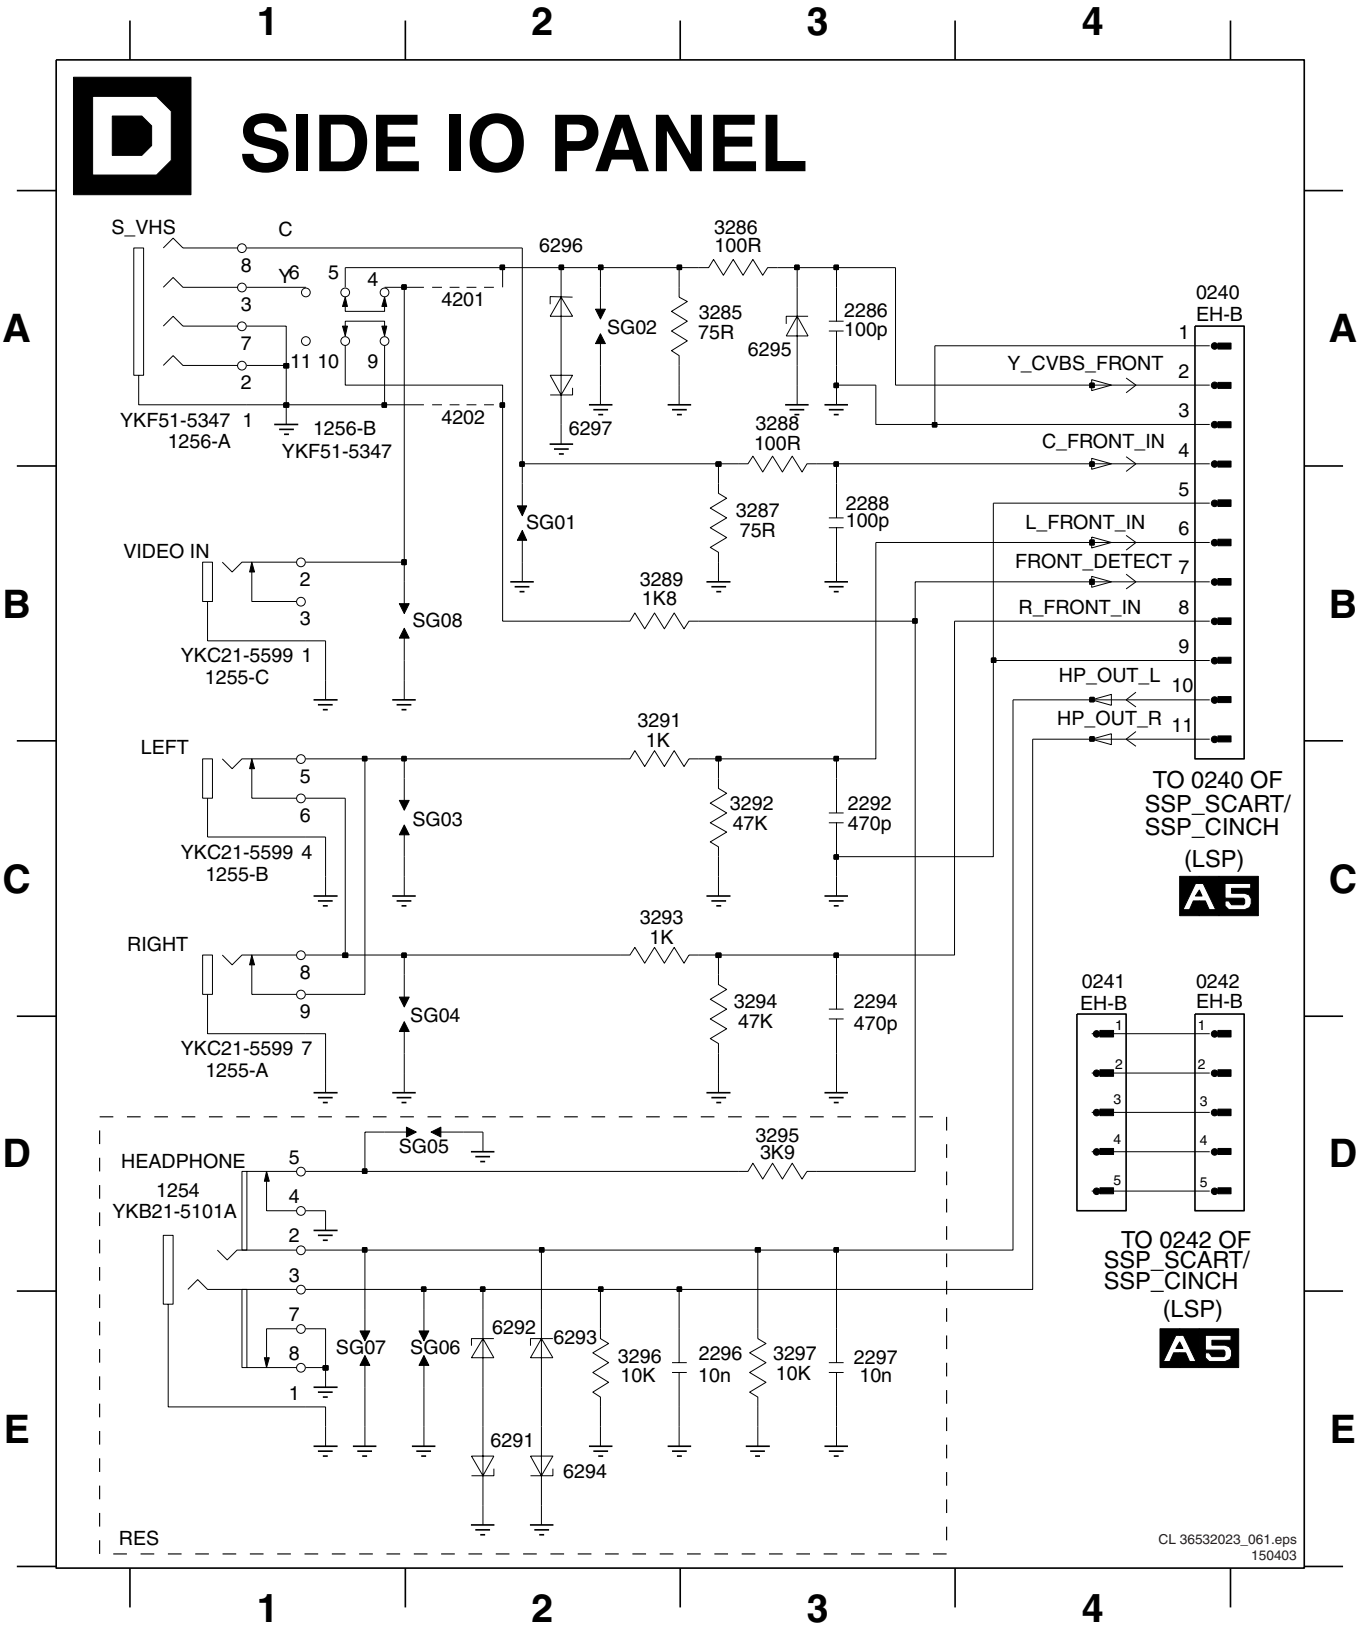 1 2 3 4
D SIDE IO PANEL
A
S_VHS
C
8
Y
6
5
4
3
7
11
10
9
2
YKF51-5347 1
1256-A
1256-B
YKF51-5347
4201
4202
6296
6297
SG02
3285
75R
3286
100R
6295
2286
100p
3288
100R
0240
EH-B
1
Y_CVBS_FRONT 2
3
C_FRONT_IN 4
A
B
SG01
3287
75R
2288
100p
5
L_FRONT_IN 6
FRONT_DETECT 7
R_FRONT_IN 8
9
HP_OUT_L 10
HP_OUT_R 11
VIDEO IN
2
3
YKC21-5599 1
1255-C
SG08
3289
1K8
B
C
LEFT
5
6
YKC21-5599 4
1255-B
SG03
3291
1K
3292
47K
2292
470p
TO 0240 OF
SSP_SCART/
SSP_CINCH
(LSP)
A5
C
RIGHT
8
9
YKC21-5599 7
1255-A
SG04
3293
1K
3294
47K
2294
470p
0241
EH-B
0242
EH-B
1 1
2 2
3 3
4 4
5 5
D
HEADPHONE
1254
YKB21-5101A
5
4
2
3
7
8
1
SG05
3295
3K9
TO 0242 OF
SSP_SCART/
SSP_CINCH
(LSP)
A5
D
E
SG07
SG06
6292
6293
6291
6294
3296
10K
2296
10n
3297
10K
2297
10n
E
RES
CL 36532023_061.eps
150403
1 2 3 4